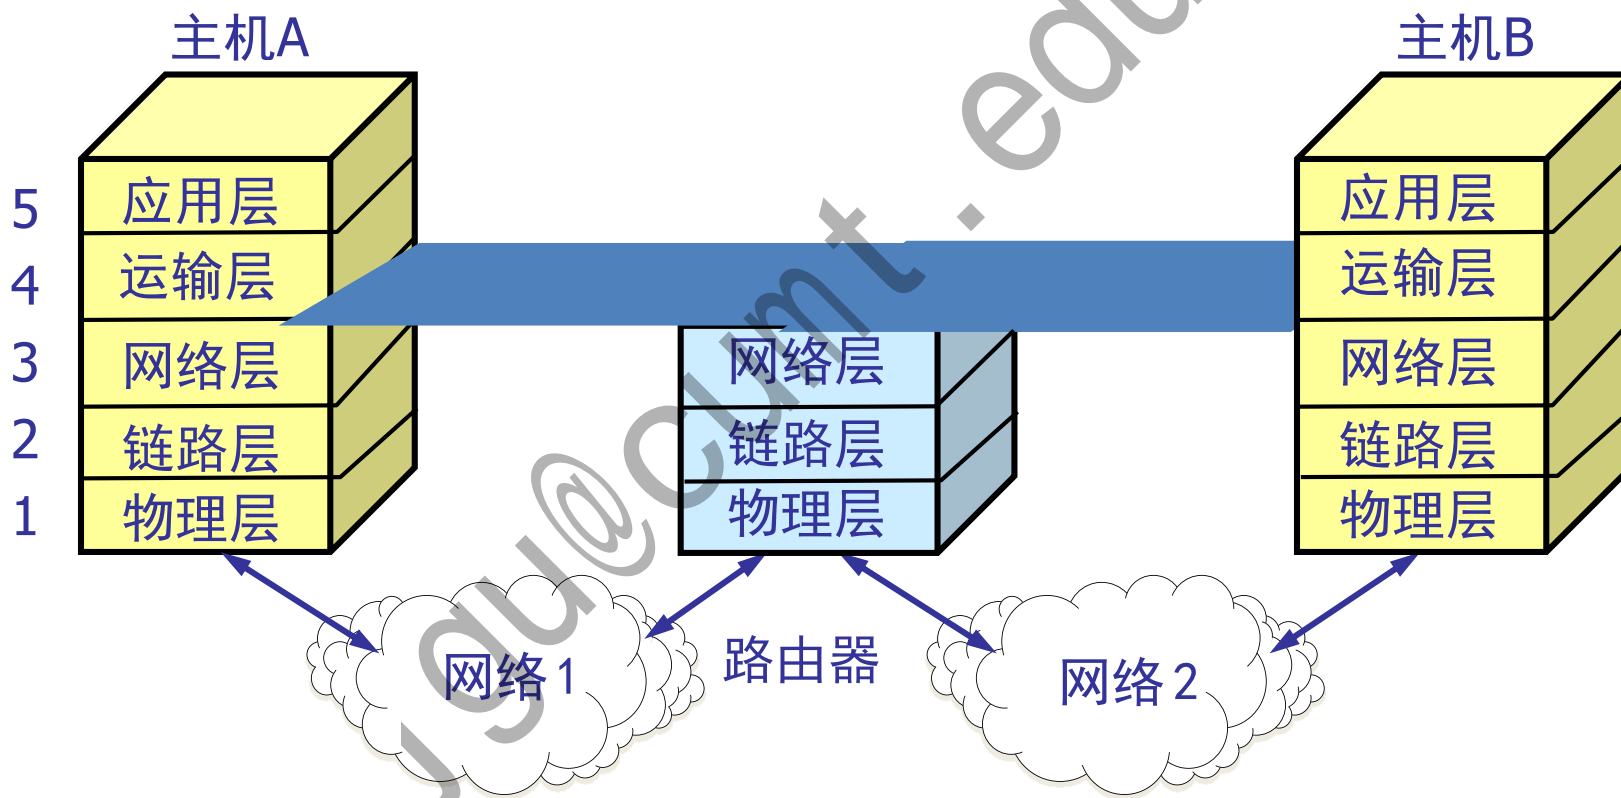 主机A
主机B
5 应用层 应用层
4 运输层 运输层
3 网络层 网络层 网络层
2 链路层 链路层 链路层
1 物理层 物理层 物理层
网络1 路由器 网络2
gu@cumt.edu